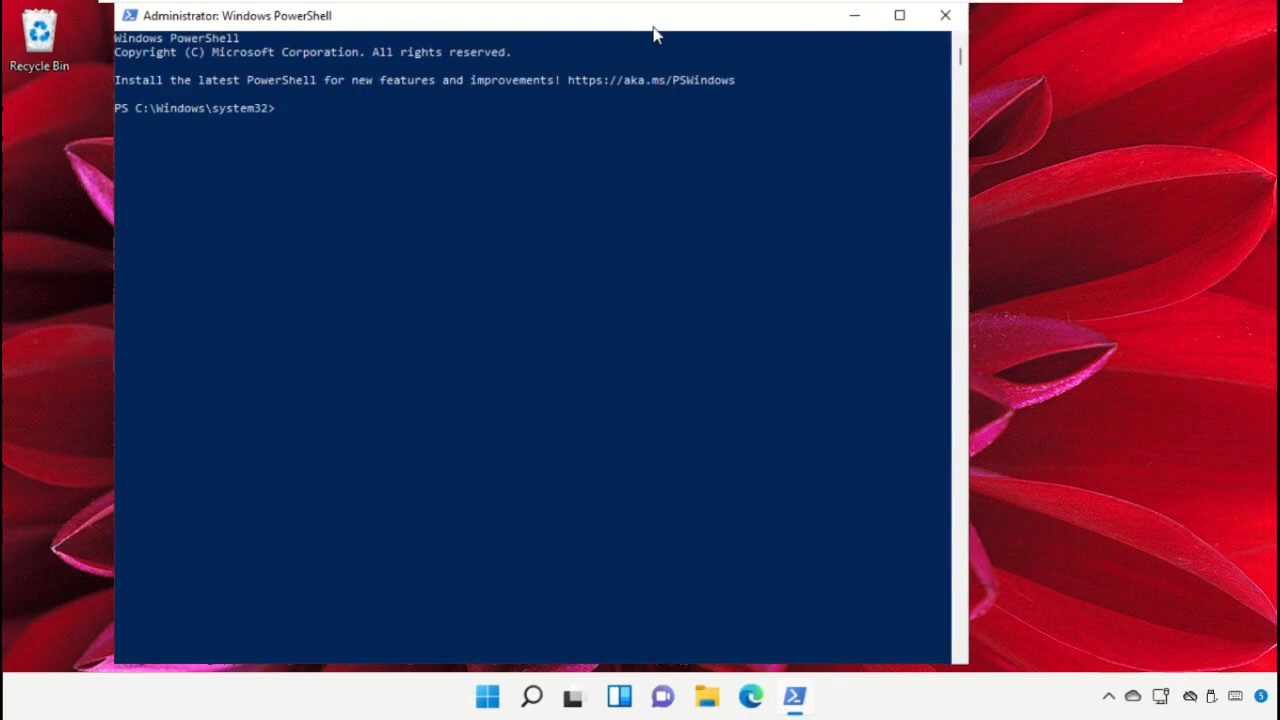 Administrator: Windows PowerShell
Windows PowerShell
Copyright (C) Microsoft Corporation. All rights reserved.
Install the latest PowerShell for new features and improvements! https://aka.ms/PSWindows
PS C:\Windows\system32>
Recycle Bin
5